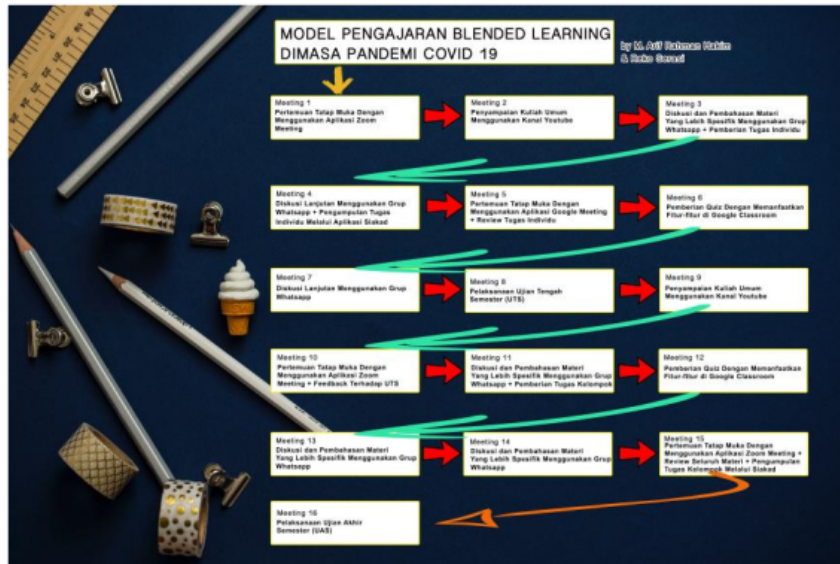 MODEL PENGAJARAN BLENDED LEARNING
DIMASA PANDEMI COVID 19
by M. Arif Rahman Hakim
& Reko Serasi
Meeting 1
Pertemuan Tatap Muka Dengan
Menggunakan Aplikasi Zoom
Meeting
Meeting 2
Penyampaian Kuliah Umum
Menggunakan Kanal Youtube
Meeting 3
Diskusi dan Pembahasan Materi
Yang Lebih Spesifik Menggunakan Grup
Whatsapp + Pemberian Tugas Individu
Meeting 4
Diskusi Lanjutan Menggunakan Grup
Whatsapp + Pengumpulan Tugas
Individu Melalui Aplikasi Siakad
Meeting 5
Pertemuan Tatap Muka Dengan
Menggunakan Aplikasi Google Meeting
+ Review Tugas Individu
Meeting 6
Pemberian Quiz Dengan Memanfaatkan
Fitur-fitur di Google Classroom
Meeting 7
Diskusi Lanjutan Menggunakan Grup
Whatsapp
Meeting 8
Pelaksanaan Ujian Tengah
Semester (UTS)
Meeting 9
Penyampaian Kuliah Umum
Menggunakan Kanal Youtube
Meeting 10
Pertemuan Tatap Muka Dengan
Menggunakan Aplikasi Zoom
Meeting + Feedback Terhadap UTS
Meeting 11
Diskusi dan Pembahasan Materi
Yang Lebih Spesifik Menggunakan Grup
Whatsapp + Pemberian Tugas Kelompok
Meeting 12
Pemberian Quiz Dengan Memanfaatkan
Fitur-fitur di Google Classroom
Meeting 13
Diskusi dan Pembahasan Materi
Yang Lebih Spesifik Menggunakan Grup
Whatsapp
Meeting 14
Diskusi dan Pembahasan Materi
Yang Lebih Spesifik Menggunakan Grup
Whatsapp
Meeting 15
Pertemuan Tatap Muka Dengan
Menggunakan Aplikasi Zoom Meeting +
Review Seluruh Materi + Pengumpulan
Tugas Kelompok Melalui Siakad
Meeting 16
Pelaksanaan Ujian Akhir
Semester (UAS)